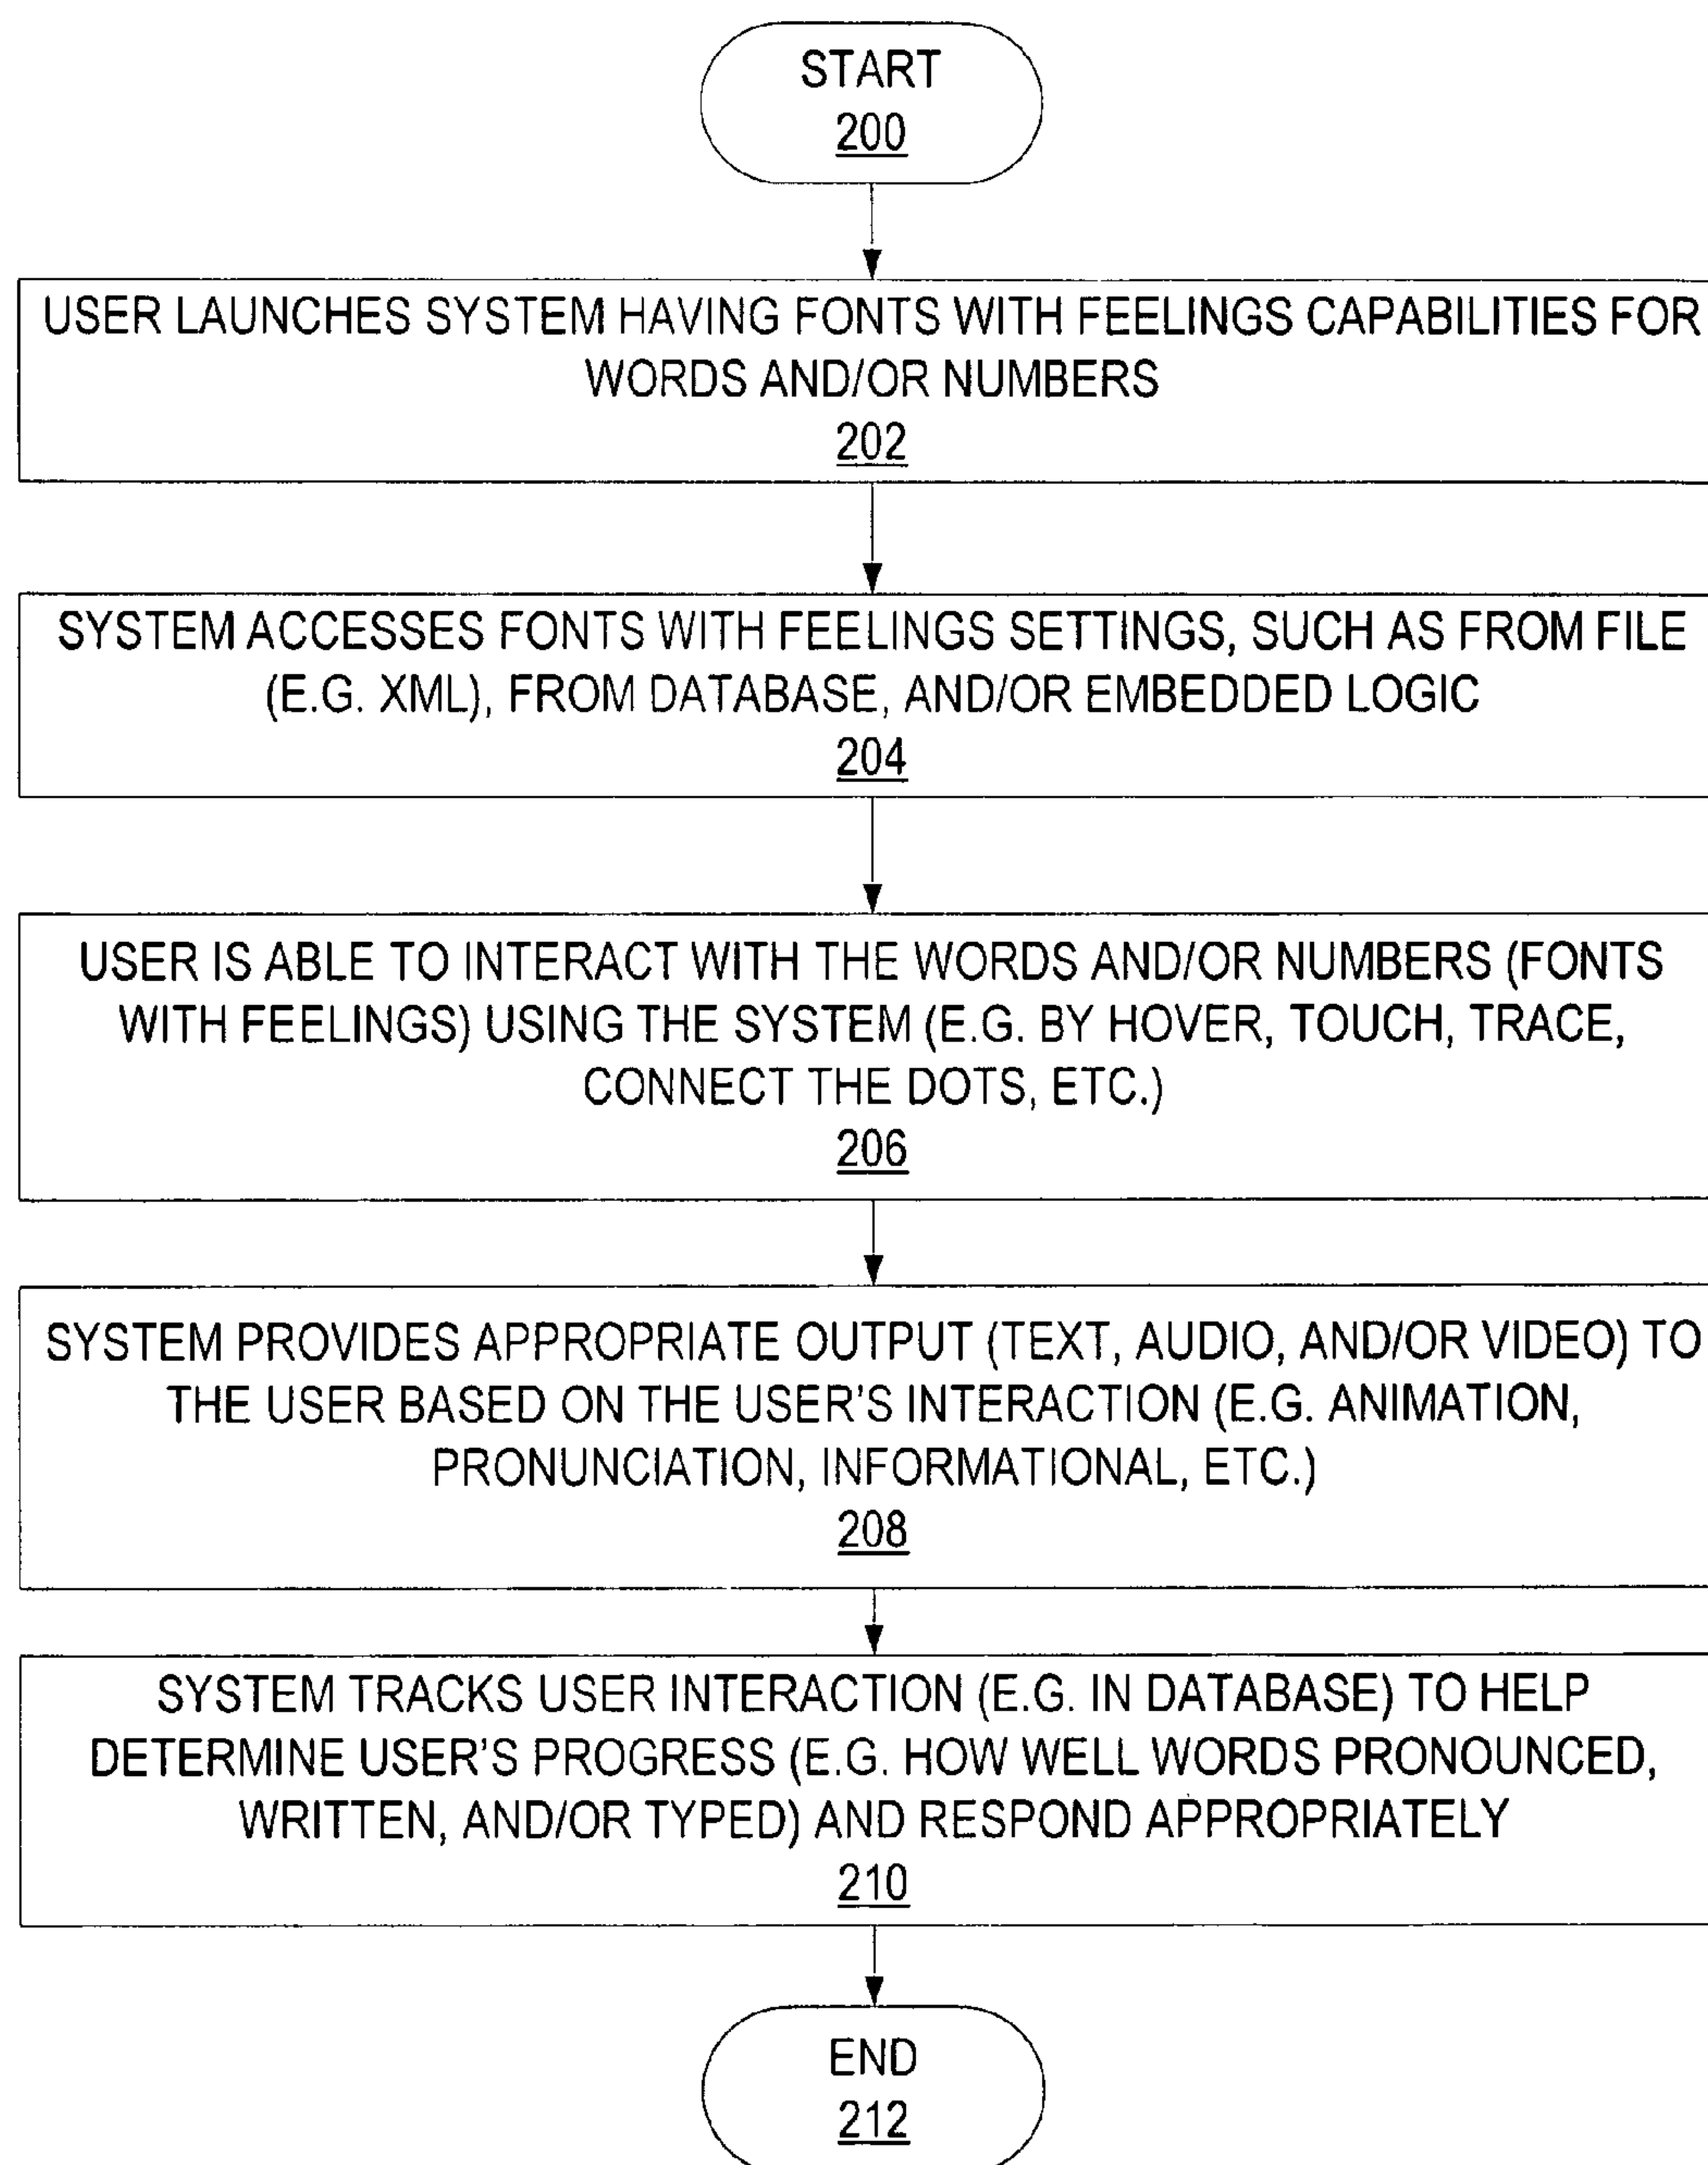 START
200
USER LAUNCHES SYSTEM HAVING FONTS WITH FEELINGS CAPABILITIES FOR
WORDS AND/OR NUMBERS
202
SYSTEM ACCESSES FONTS WITH FEELINGS SETTINGS, SUCH AS FROM FILE
(E.G. XML), FROM DATABASE, AND/OR EMBEDDED LOGIC
204
USER IS ABLE TO INTERACT WITH THE WORDS AND/OR NUMBERS (FONTS
WITH FEELINGS) USING THE SYSTEM (E.G. BY HOVER, TOUCH, TRACE,
CONNECT THE DOTS, ETC.)
206
SYSTEM PROVIDES APPROPRIATE OUTPUT (TEXT, AUDIO, AND/OR VIDEO) TO
THE USER BASED ON THE USER'S INTERACTION (E.G. ANIMATION,
PRONUNCIATION, INFORMATIONAL, ETC.)
208
SYSTEM TRACKS USER INTERACTION (E.G. IN DATABASE) TO HELP
DETERMINE USER'S PROGRESS (E.G. HOW WELL WORDS PRONOUNCED,
WRITTEN, AND/OR TYPED) AND RESPOND APPROPRIATELY
210
END
212